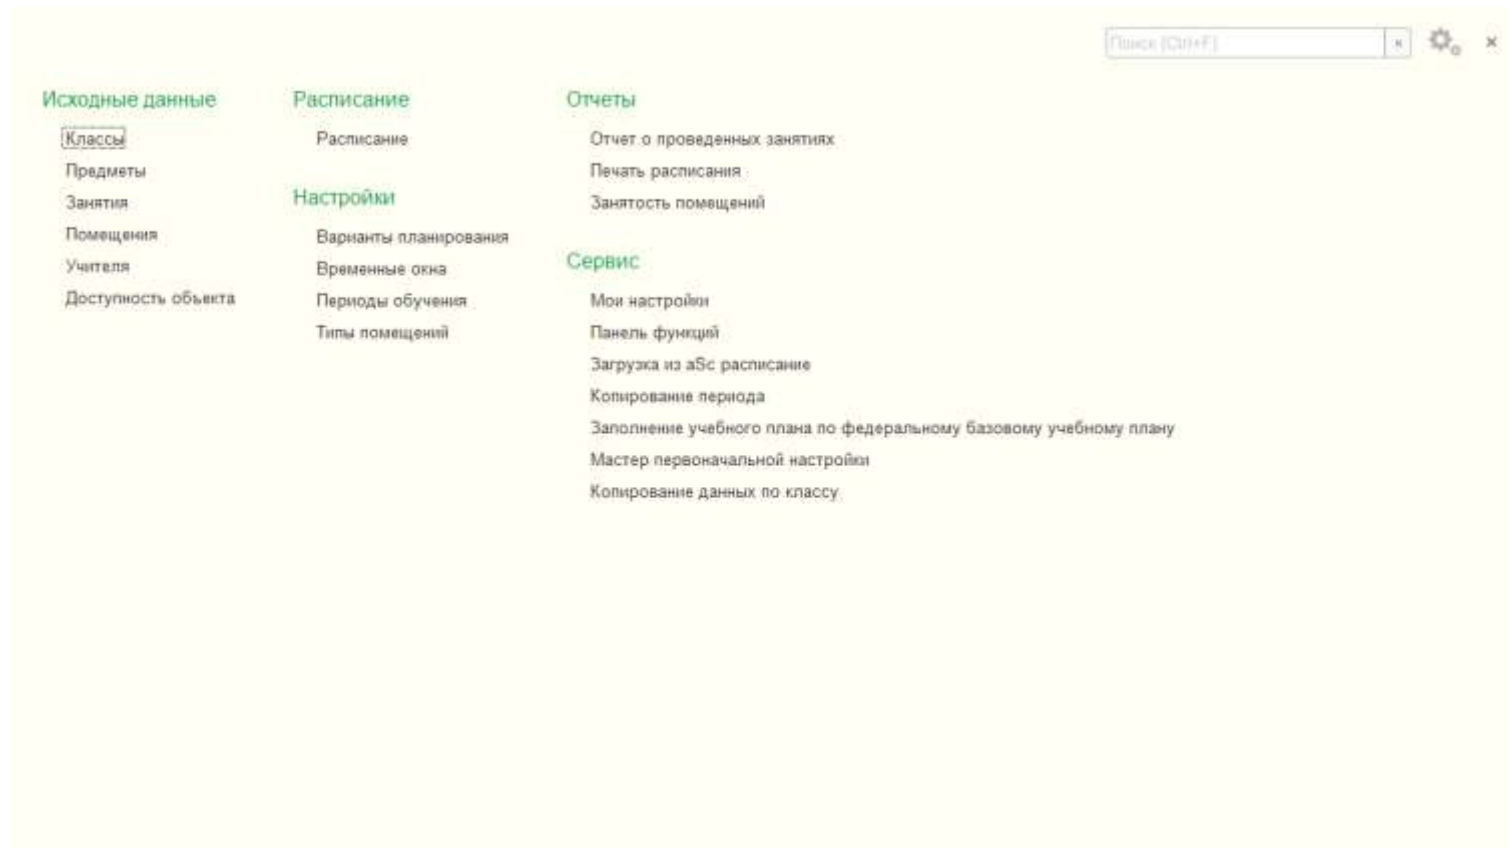 Поиск (Ctrl+F)
Исходные данные
Классы
Предметы
Занятия
Помещения
Учителя
Доступность объекта
Расписание
Расписание
Настройки
Варианты планирования
Временные окна
Периоды обучения
Типы помещений
Отчеты
Отчет о проведенных занятиях
Печать расписания
Занятость помещений
Сервис
Мои настройки
Панель функций
Загрузка из aSc расписание
Копирование периода
Заполнение учебного плана по федеральному базовому учебному плану
Мастер первоначальной настройки
Копирование данных по классу